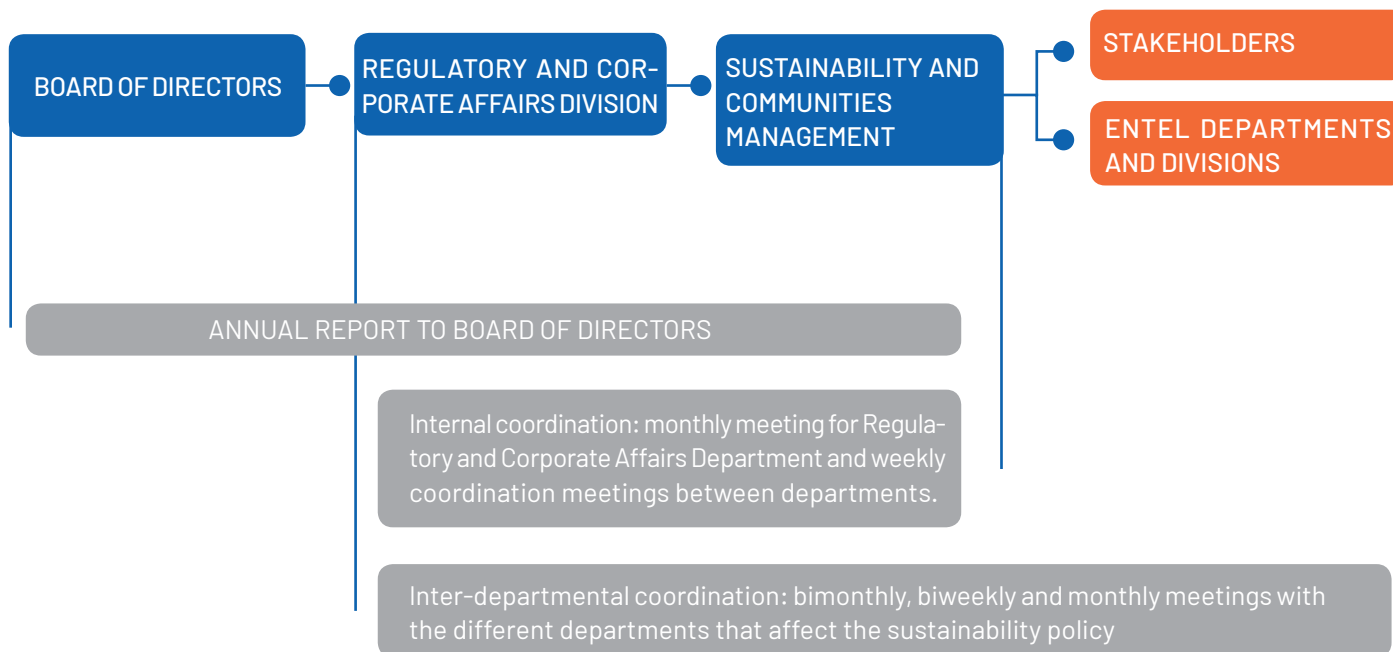 BOARD OF DIRECTORS
REGULATORY AND COR-
PORATE AFFAIRS DIVISION
SUSTAINABILITY AND
COMMUNITIES
MANAGEMENT
STAKEHOLDERS
ENTEL DEPARTMENTS
AND DIVISIONS
ANNUAL REPORT TO BOARD OF DIRECTORS
Internal coordination: monthly meeting for Regula-
tory and Corporate Affairs Department and weekly
coordination meetings between departments.
Inter-departmental coordination: bimonthly, biweekly and monthly meetings with
the different departments that affect the sustainability policy